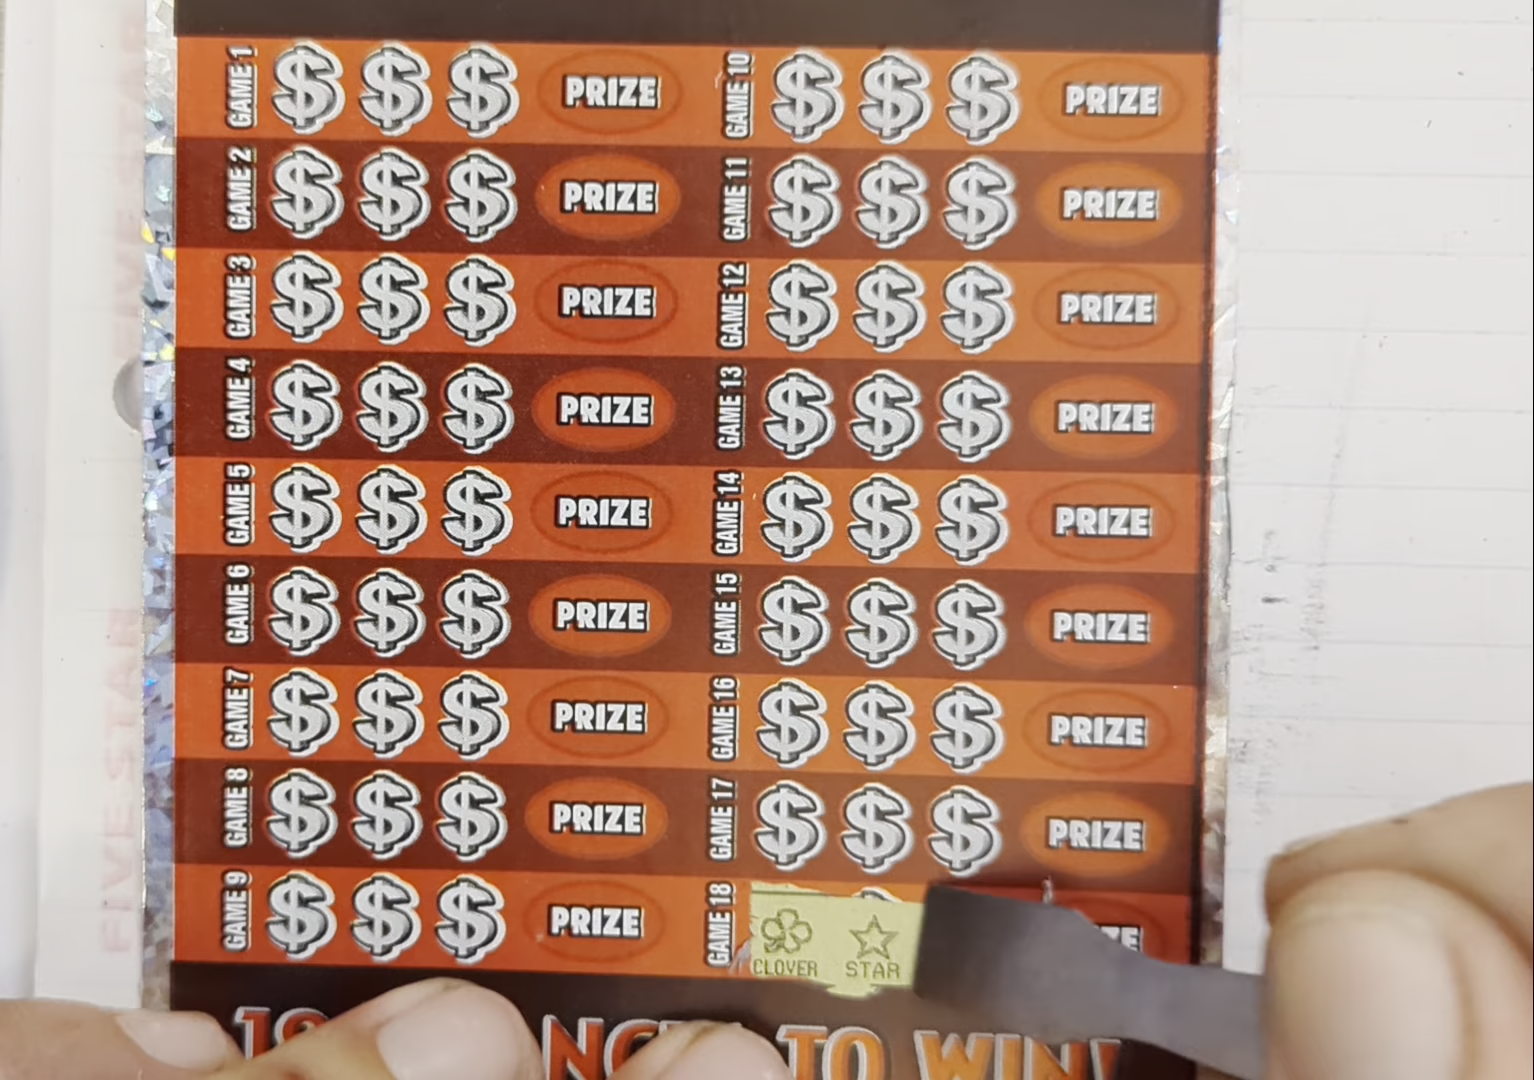 GAME 1 PRIZE GAME 10 PRIZE
GAME 2 PRIZE GAME 11 PRIZE
GAME 3 PRIZE GAME 12 PRIZE
GAME 4 PRIZE GAME 13 PRIZE
GAME 5 PRIZE GAME 14 PRIZE
GAME 6 PRIZE GAME 15 PRIZE
GAME 7 PRIZE GAME 16 PRIZE
GAME 8 PRIZE GAME 17 PRIZE
GAME 9 PRIZE GAME 18
CLOVER STAR
TO WIN!
FIVE STAR